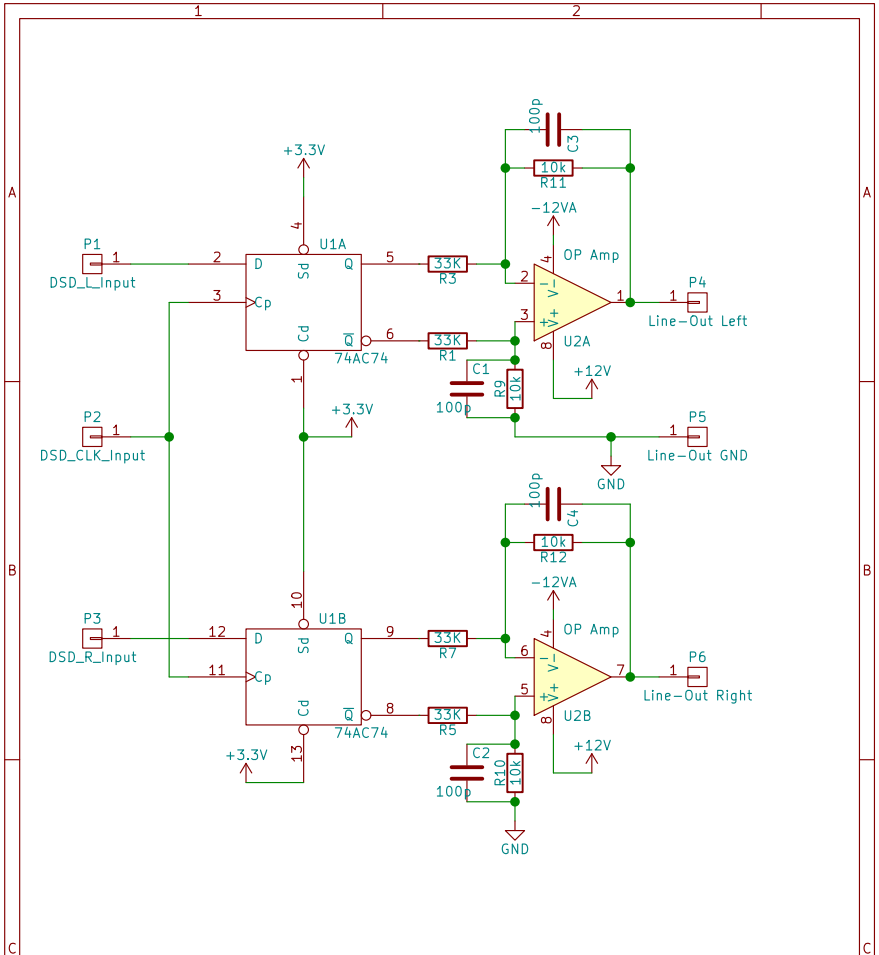 1 2
100p
C3
+3.3V
10k
R11
A A
-12VA
4
4
P1
U1A
OP Amp
1
2 D Sd Q 5
33K
R3
DSD_L_Input
2 - V-
P4
3 Cp
3 + V+
1
1
Line-Out Left
Cd
Q 6
33K
R1
8
U2A
74AC74
C1
+12V
1
R9
10k
100p
+3.3V
P2
P5
1
1
DSD_CLK_Input
Line-Out GND
GND
100p
C4
10k
R12
B B
-12VA
10
4
P3
U1B
OP Amp
1
12 D Sd Q 9
33K
R7
DSD_R_Input
6 - V-
P6
11 Cp
7
1
5 + V+
Line-Out Right
Cd
Q 8
33K
R5
8
U2B
74AC74
13
+3.3V
C2
+12V
R10
10k
100p
GND
C C